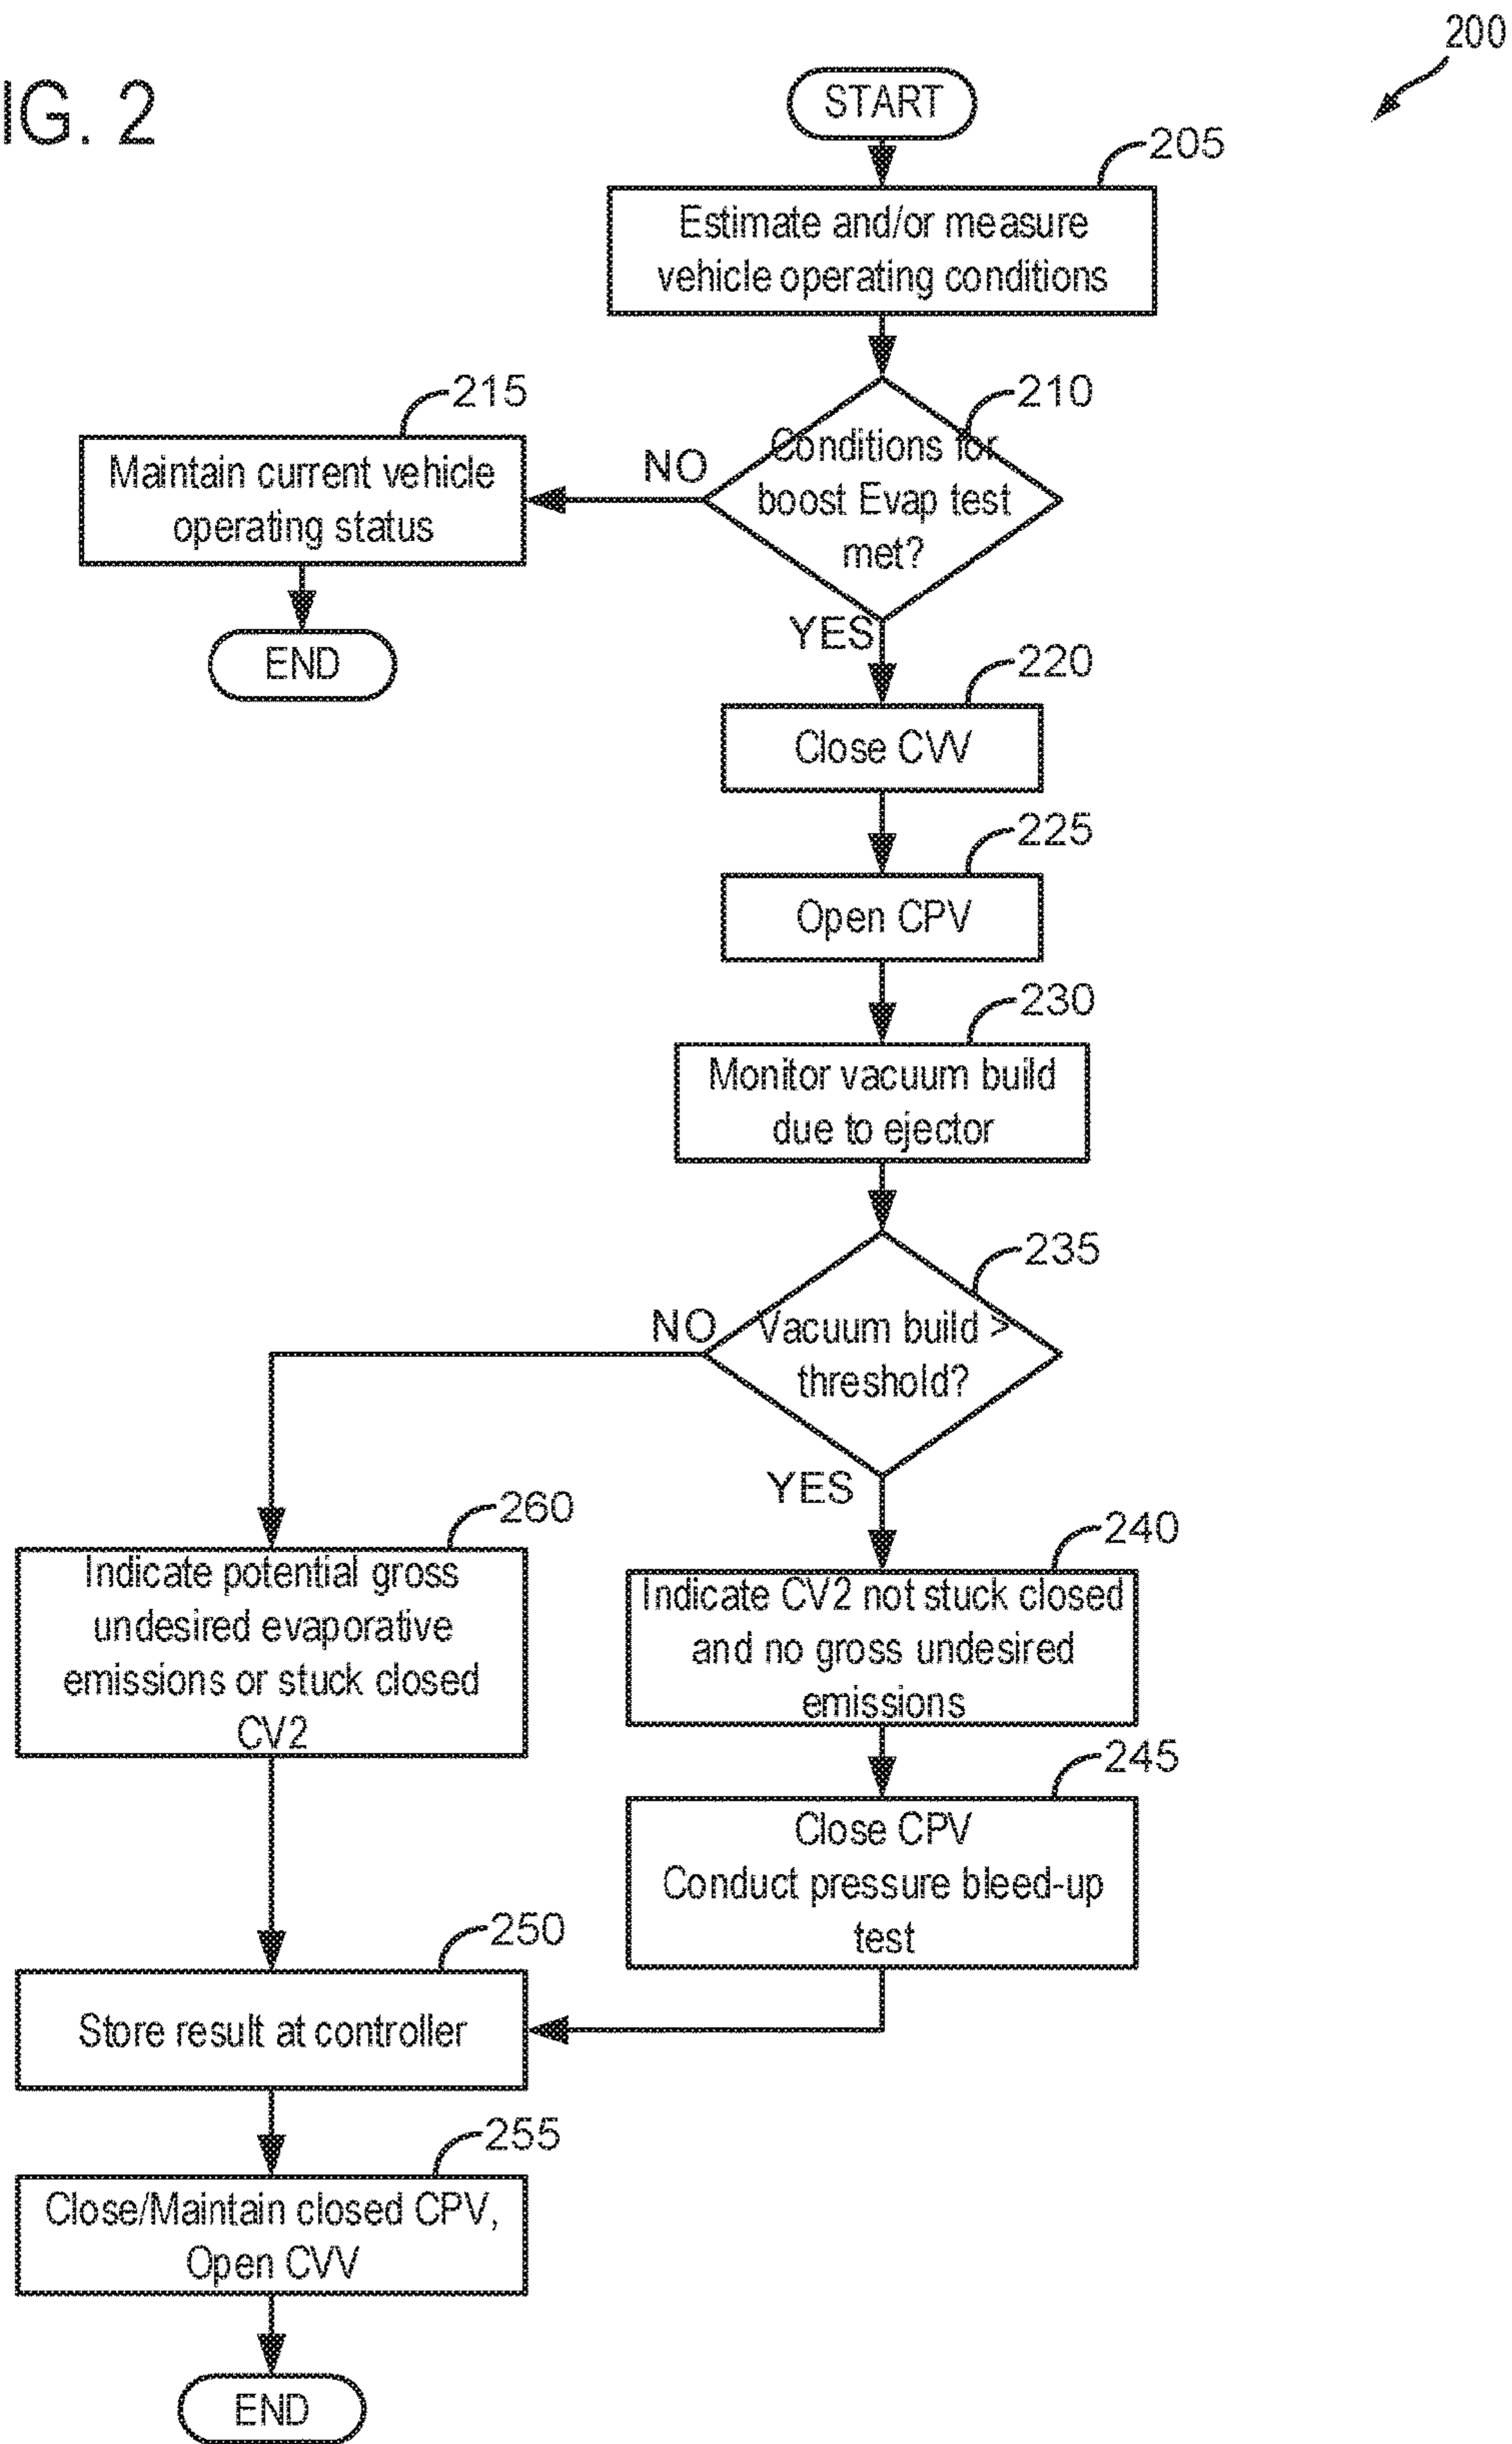 200
IG. 2
START
205
Estimate and/or measure
vehicle operating conditions
210
Conditions for
boost Evap test
met?
NO
215
Maintain current vehicle
operating status
END
YES
220
Close CVV
225
Open CPV
230
Monitor vacuum build
due to ejector
235
Vacuum build >
threshold?
NO
YES
260
Indicate potential gross
undesired evaporative
emissions or stuck closed
CV2
240
Indicate CV2 not stuck closed
and no gross undesired
emissions
245
Close CPV
Conduct pressure bleed-up
test
250
Store result at controller
255
Close/Maintain closed CPV,
Open CVV
END